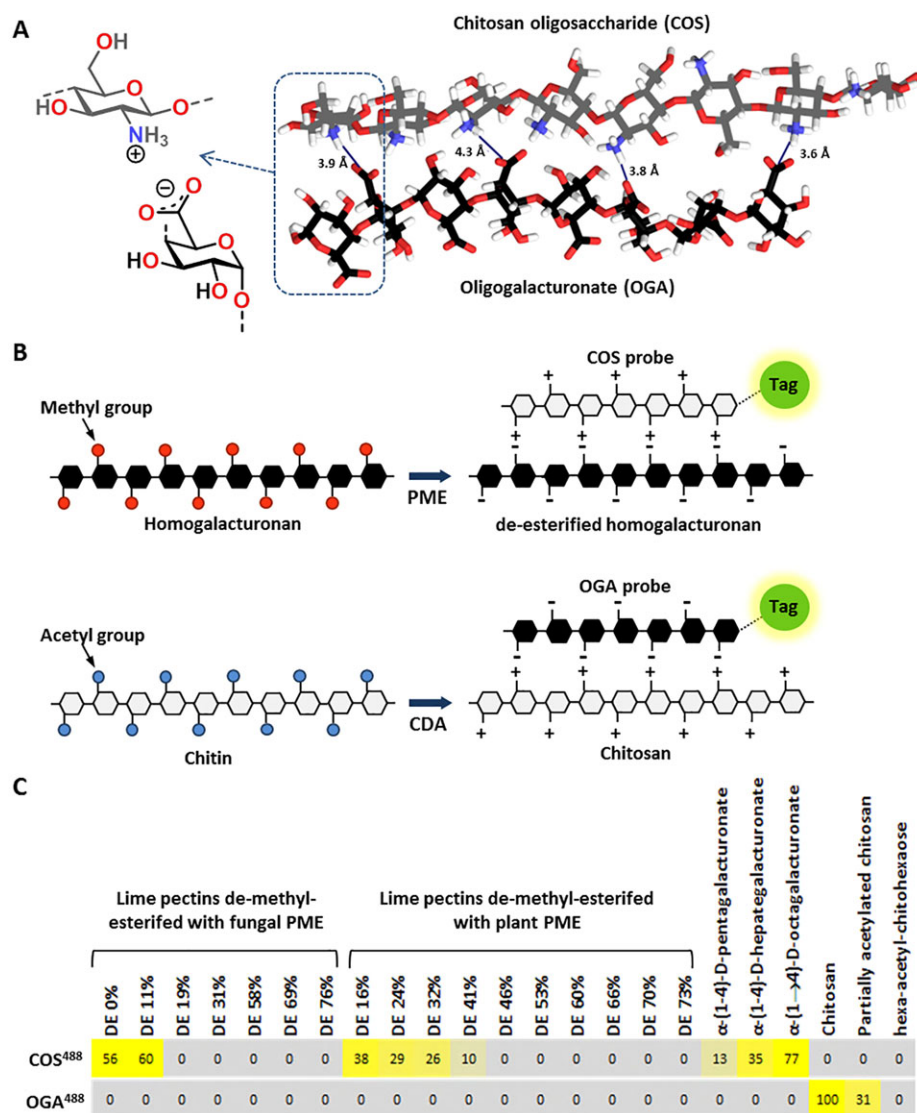 A
Chitosan oligosaccharide (COS)
OH
HO
O
O
NH3
+
3.9 Å
4.3 Å
3.8 Å
3.6 Å
−
O
O
HO
HO
O
O
Oligogalacturonate (OGA)
B
COS probe
Tag
+ + +
Methyl group
+ + + +
- - - - -
PME
- - - - -
Homogalacturonan
de-esterified homogalacturonan
OGA probe
Tag
- - -
Acetyl group
- - - -
+ + + + +
CDA
+ + + + +
Chitin
Chitosan
C
Lime pectins de-methyl-
esterifed with fungal PME
Lime pectins de-methyl-esterifed
with plant PME
DE 0%
DE 11%
DE 19%
DE 31%
DE 58%
DE 69%
DE 76%
DE 16%
DE 24%
DE 32%
DE 41%
DE 46%
DE 53%
DE 60%
DE 66%
DE 70%
DE 73%
α-(1-4)-D-pentagalacturonate
α-(1-4)-D-hepategalacturonate
α-(1→4)-D-octagalacturonate
Chitosan
Partially acetylated chitosan
hexa-acetyl-chitohexaose
COS488 56 60 0 0 0 0 0 38 29 26 10 0 0 0 0 0 0 13 35 77 0 0 0
OGA488 0 0 0 0 0 0 0 0 0 0 0 0 0 0 0 0 0 0 0 0 100 31 0